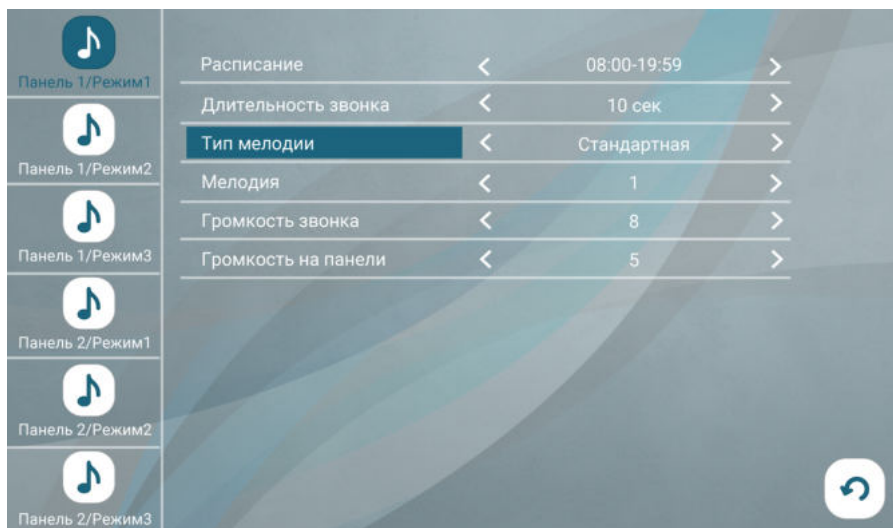 Панель 1/Режим1
Панель 1/Режим2
Панель 1/Режим3
Панель 2/Режим1
Панель 2/Режим2
Панель 2/Режим3
Расписание 08:00-19:59
Длительность звонка 10 сек
Тип мелодии Стандартная
Мелодия 1
Громкость звонка 8
Громкость на панели 5